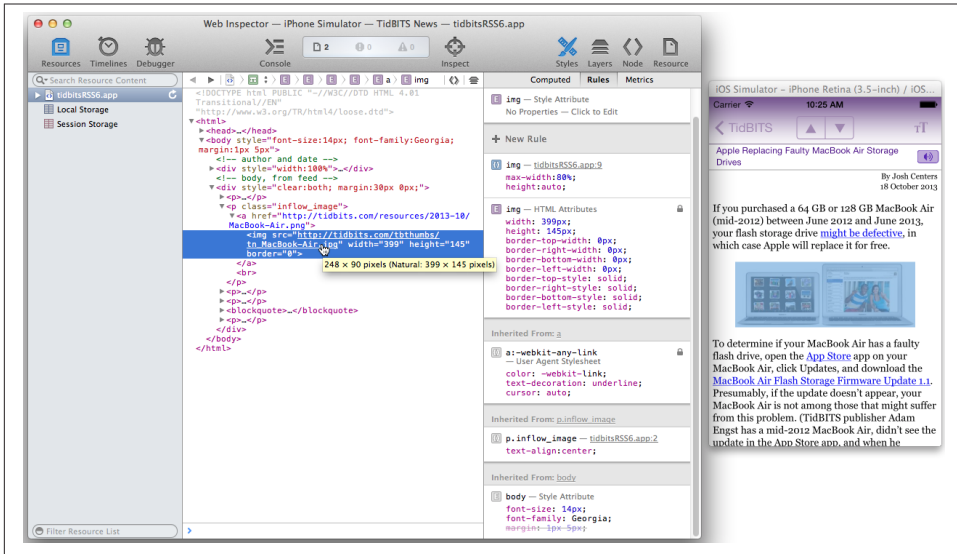 Web Inspector — iPhone Simulator — TidBITS News — tidbitsRSS6.app
Resources Timelines Debugger
Console
2 0 0
Inspect
Styles Layers Node Resource
Search Resource Content
tidbitsRSS6.app
Local Storage
Session Storage
Filter Resource List
E a E img
<!DOCTYPE html PUBLIC "-//W3C//DTD HTML 4.01
Transitional//EN"
"http://www.w3.org/TR/html4/loose.dtd">
<html>
<head>…</head>
<body style="font-size:14px; font-family:Georgia;
margin:1px 5px">
<!-- author and date -->
<div style="width:100%">…</div>
<!-- body, from feed -->
<div style="clear:both; margin:30px 0px;">
<p>…</p>
<p class="inflow_image">
<a href="http://tidbits.com/resources/2013-10/
MacBook-Air.png">
<img src="http://tidbits.com/tbthumbs/
tn_MacBook-Air.jpg" width="399" height="145"
border="0">
248 × 90 pixels (Natural: 399 × 145 pixels)
</a>
<br>
</p>
<p>…</p>
<p>…</p>
<blockquote>…</blockquote>
<p>…</p>
</div>
</body>
</html>
Computed Rules Metrics
E img — Style Attribute
No Properties — Click to Edit
+ New Rule
img — tidbitsRSS6.app:9
max-width:80%;
height:auto;
E img — HTML Attributes
width: 399px;
height: 145px;
border-top-width: 0px;
border-right-width: 0px;
border-bottom-width: 0px;
border-left-width: 0px;
border-top-style: solid;
border-right-style: solid;
border-bottom-style: solid;
border-left-style: solid;
Inherited From: a
a:-webkit-any-link
— User Agent Stylesheet
color: -webkit-link;
text-decoration: underline;
cursor: auto;
Inherited From: p.inflow_image
p.inflow_image — tidbitsRSS6.app:2
text-align:center;
Inherited From: body
body — Style Attribute
font-size: 14px;
font-family: Georgia;
margin: 1px 5px;
iOS Simulator – iPhone Retina (3.5–inch) / iOS...
Carrier 10:25 AM
TidBITS TT
Apple Replacing Faulty MacBook Air Storage
Drives
By Josh Centers
18 October 2013
If you purchased a 64 GB or 128 GB MacBook Air
(mid-2012) between June 2012 and June 2013,
your flash storage drive might be defective, in
which case Apple will replace it for free.
To determine if your MacBook Air has a faulty
flash drive, open the App Store app on your
MacBook Air, click Updates, and download the
MacBook Air Flash Storage Firmware Update 1.1.
Presumably, if the update doesn't appear, your
MacBook Air is not among those that might suffer
from this problem. (TidBITS publisher Adam
Engst has a mid-2012 MacBook Air, didn't see the
update in the App Store app, and when he